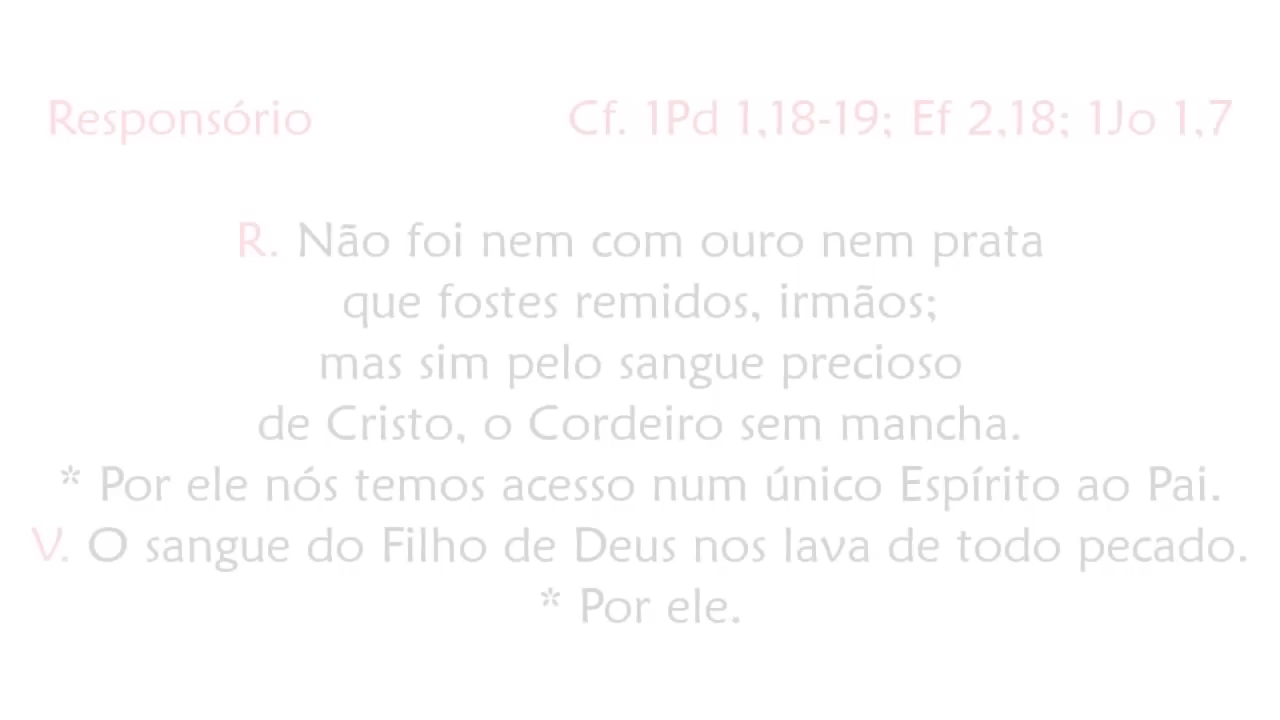 Responsório Cf. 1Pd 1,18-19; Ef 2,18; 1Jo 1,7
R. Não foi nem com ouro nem prata
que fostes remidos, irmãos;
mas sim pelo sangue precioso
de Cristo, o Cordeiro sem mancha.
* Por ele nós temos acesso num único Espírito ao Pai.
V. O sangue do Filho de Deus nos lava de todo pecado.
* Por ele.